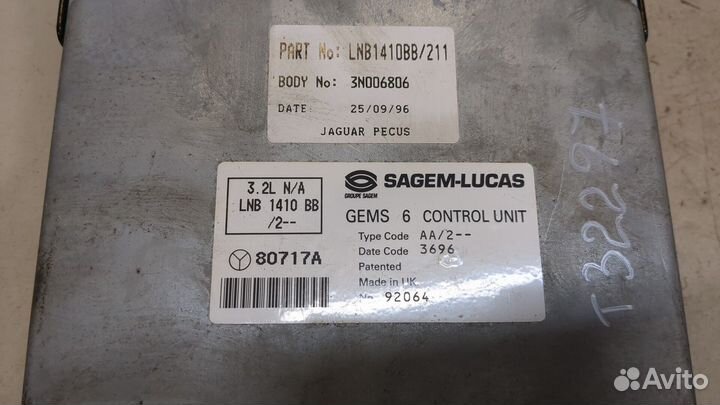 PART No: LNB1410BB/211
BODY No: 3N006806
DATE: 25/09/96
JAGUAR PECUS
3.2L N/A
LNB 1410 BB
/2--
80717A
GROUPE SAGEM
SAGEM-LUCAS
GEMS 6 CONTROL UNIT
Type Code AA/2--
Date Code 3696
Patented
Made in UK
No. 92064
T32297
Avito